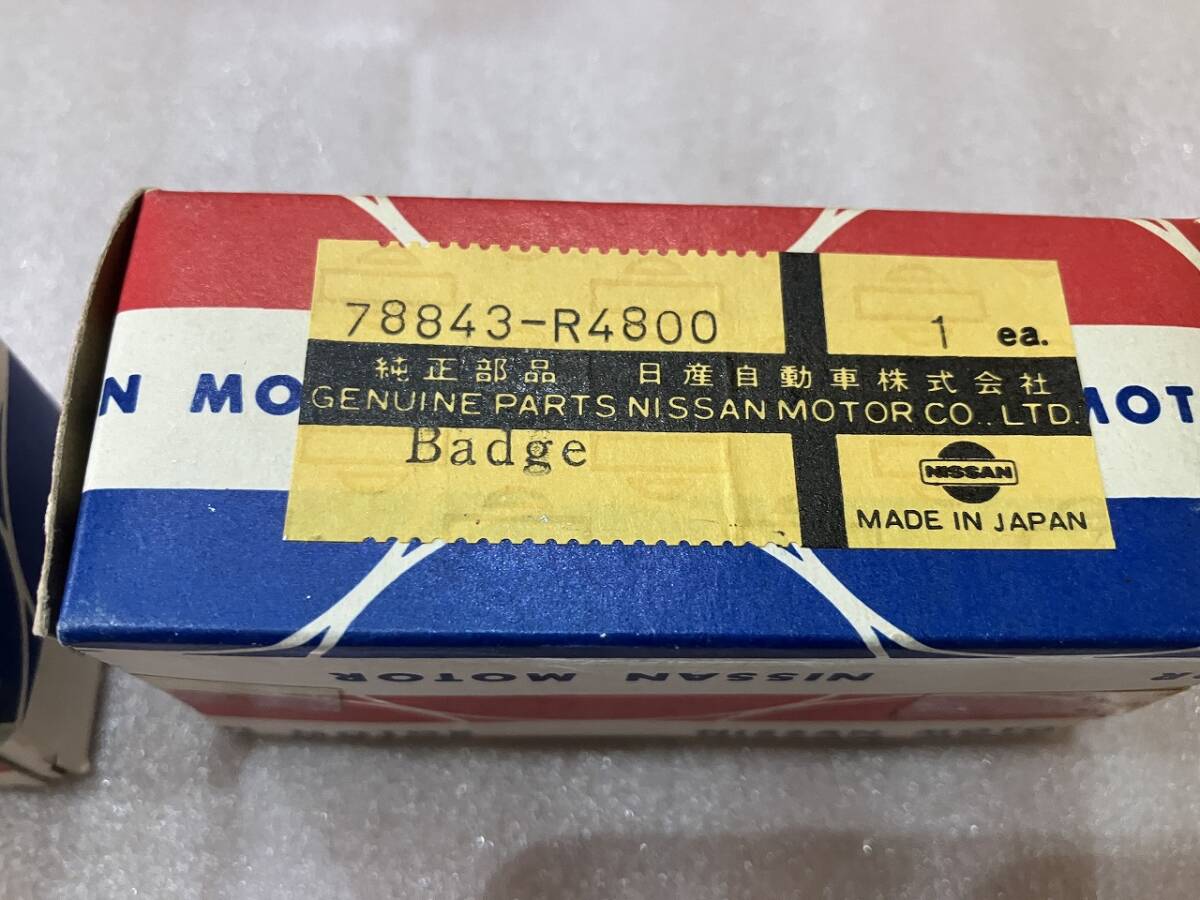 78843-R4800 1 ea.
純正部品 日産自動車株式会社
N MO GENUINE PARTS NISSAN MOTOR CO., LTD. MOT
Badge
NISSAN
MADE IN JAPAN
NISSAN MOTOR